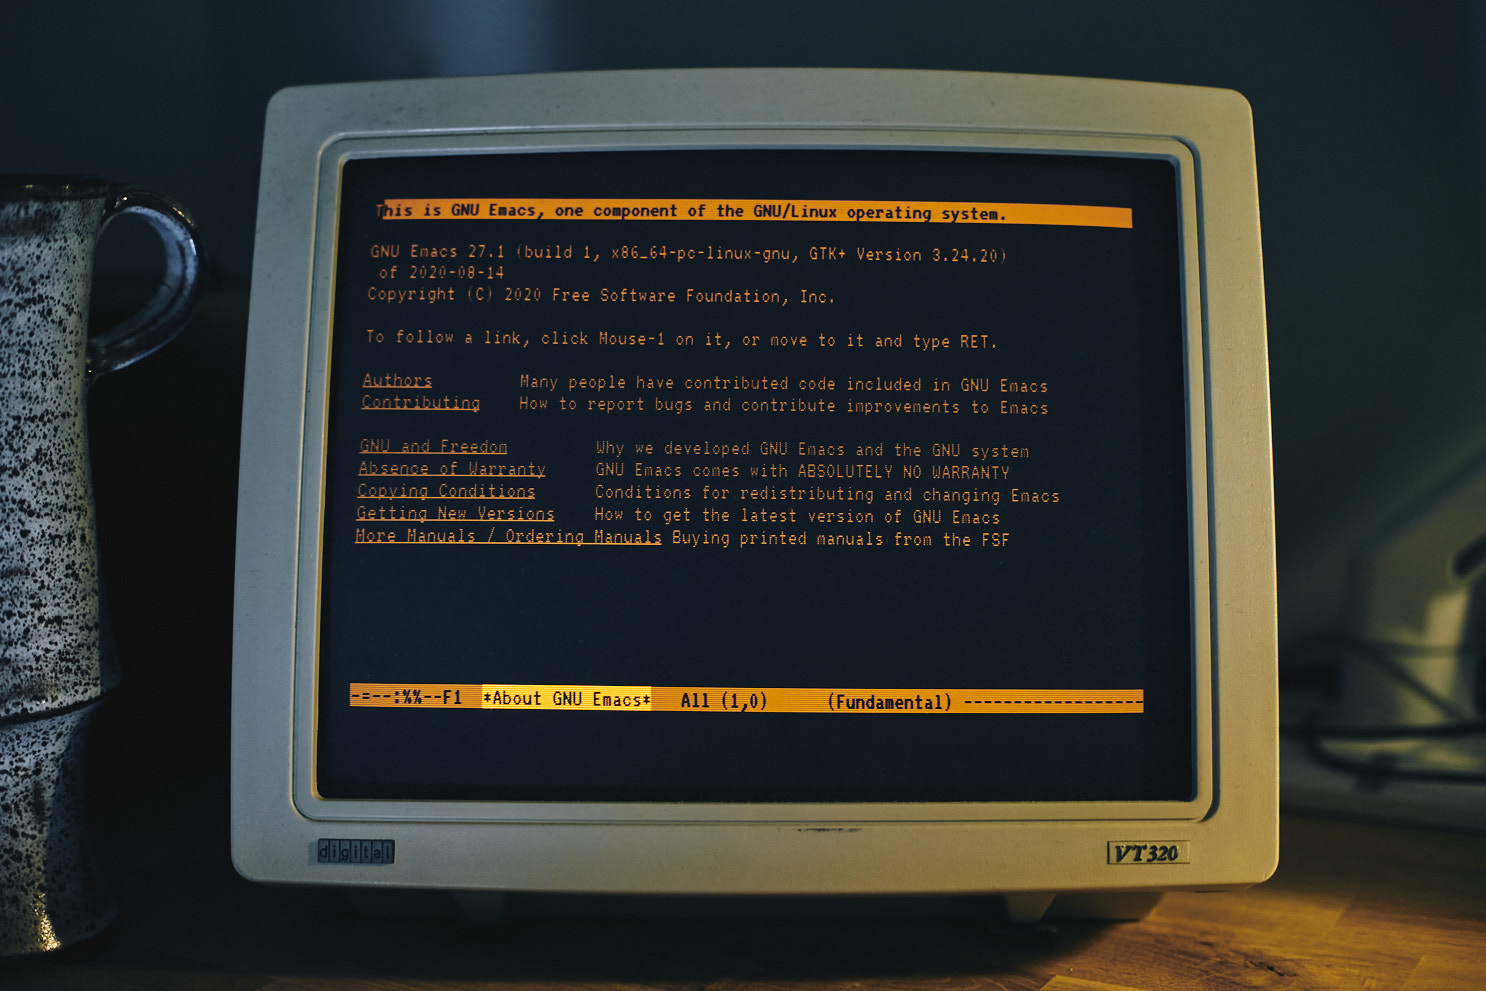 This is GNU Emacs, one component of the GNU/Linux operating system.
GNU Emacs 27.1 (build 1, x86_64-pc-linux-gnu, GTK+ Version 3.24.20)
of 2020-08-14
Copyright (C) 2020 Free Software Foundation, Inc.
To follow a link, click Mouse-1 on it, or move to it and type RET.
Authors Many people have contributed code included in GNU Emacs
Contributing How to report bugs and contribute improvements to Emacs
GNU and Freedom Why we developed GNU Emacs and the GNU system
Absence of Warranty GNU Emacs comes with ABSOLUTELY NO WARRANTY
Copying Conditions Conditions for redistributing and changing Emacs
Getting New Versions How to get the latest version of GNU Emacs
More Manuals / Ordering Manuals Buying printed manuals from the FSF
-=--:%%--F1 *About GNU Emacs* All (1,0) (Fundamental) -------------------
digital VT320